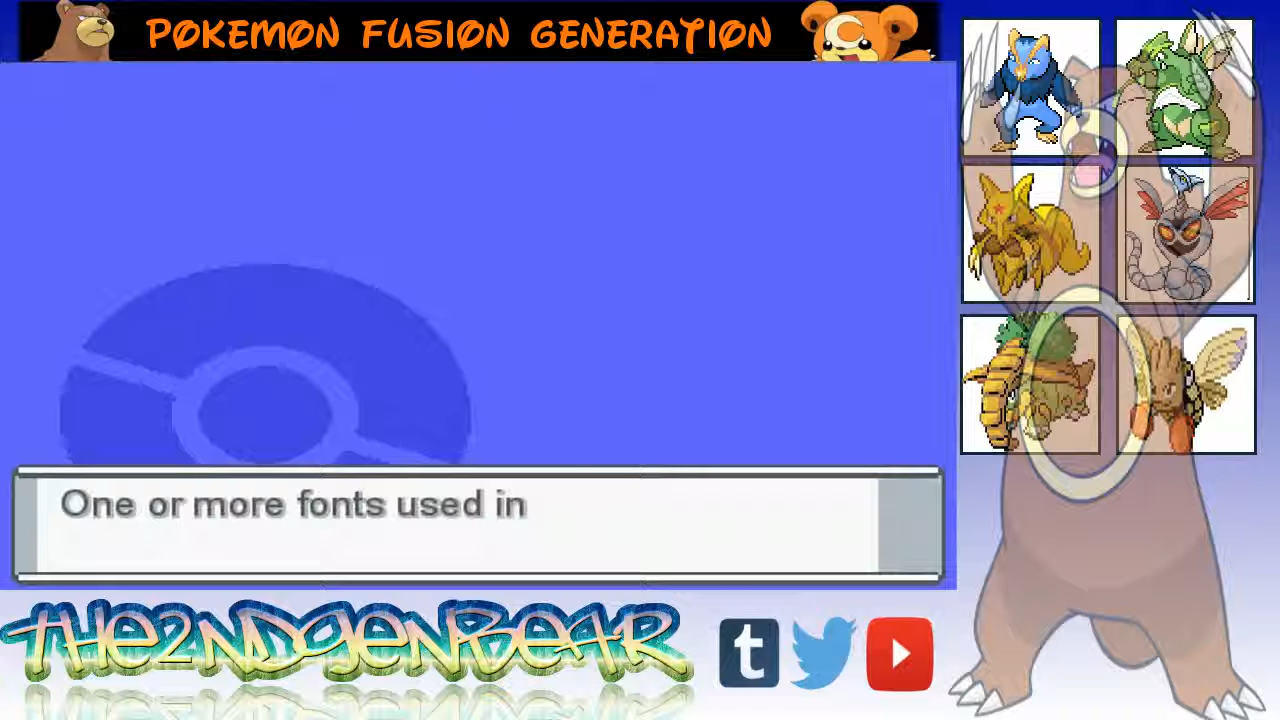 POKEMON FUSION GENERATION
One or more fonts used in
THE2NDGENBEAR
t